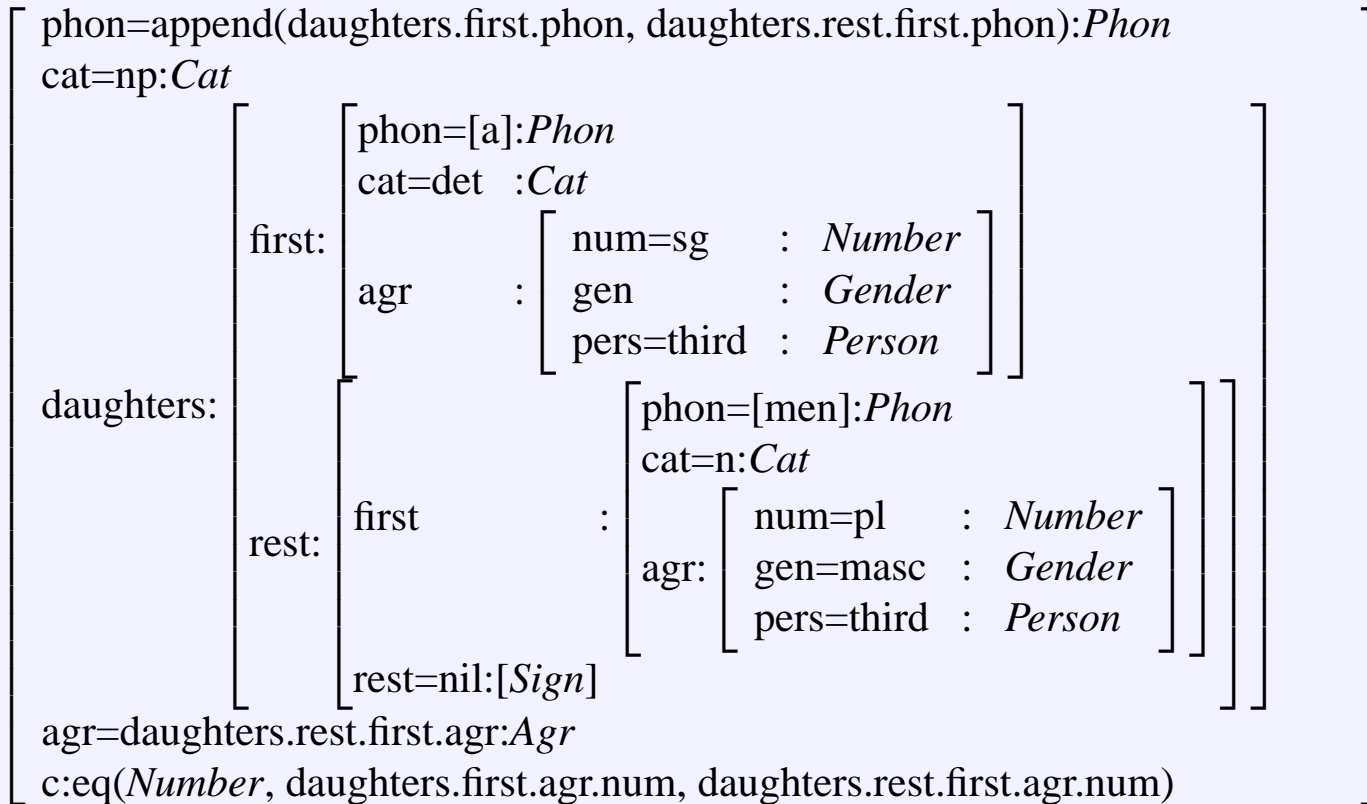 phon=append(daughters.first.phon, daughters.rest.first.phon):Phon
cat=np:Cat
daughters:
first:
phon=[a]:Phon
cat=det :Cat
agr :
num=sg : Number
gen : Gender
pers=third : Person
rest:
first :
phon=[men]:Phon
cat=n:Cat
agr:
num=pl : Number
gen=masc : Gender
pers=third : Person
rest=nil:[Sign]
agr=daughters.rest.first.agr:Agr
c:eq(Number, daughters.first.agr.num, daughters.rest.first.agr.num)